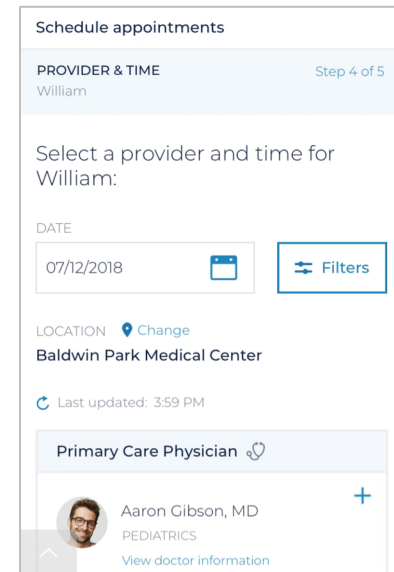 Schedule appointments
PROVIDER & TIME
Step 4 of 5
William
Select a provider and time for
William:
DATE
07/12/2018
Filters
LOCATION Change
Baldwin Park Medical Center
Last updated: 3:59 PM
Primary Care Physician
Aaron Gibson, MD
PEDIATRICS
View doctor information